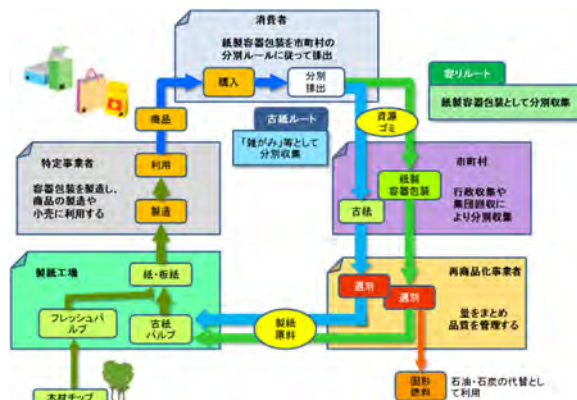 消費者
紙製容器包装を市町村の
分別ルールに従って排出
購入
分別
排出
容リルート
紙製容器包装として分別収集
古紙ルート
「雑がみ」等として
分別収集
資源
ゴミ
商品
特定事業者
容器包装を製造し、
商品の製造や
小売に利用する
利用
製造
市町村
行政収集や
集団回収に
より分別収集
紙製
容器包装
古紙
製紙工場
紙・板紙
フレッシュパ
ルプ
古紙
パルプ
木材チップ
製紙
原料
再商品化事業者
選別
選別
量をまとめ
品質を管理する
固形
燃料
石油・石炭の代替とし
て利用